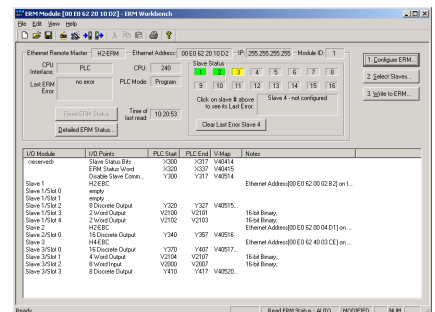 ERM Module [00 E0 62 20 10 D2] - ERM Workbench
File Edit View Help
Ethernet Remote Master H2-ERM Ethernet Address: 00 E0 62 20 10 D2 IP: 255.255.255.255 Module ID: 1
CPU Interface: PLC CPU: 240
Last ERM Error: no error PLC Mode: Program
Slave Status
1 2 3 4 5 6 7 8
9 10 11 12 13 14 15 16
Click on slave # above to see its Last Error. Slave 4 - not configured
Clear Last Error Slave 4
Read ERM Status Time of last read: 10:20:53
Detailed ERM Status...
1. Configure ERM...
2. Select Slaves...
3. Write to ERM...
I/O Module I/O Points PLC Start PLC End V-Map Notes
<reserved> Slave Status Bits X300 X317 V40414
ERM Status Word X320 X337 V40415
Disable Slave Comm... Y300 Y317 V40514
Slave 1 H2-EBC Ethernet Address[00 E0 62 00 02 B2] on I...
Slave 1/Slot 0 empty
Slave 1/Slot 1 empty
Slave 1/Slot 2 8 Discrete Output Y320 Y327 V40515...
Slave 1/Slot 3 2 Word Output V2100 V2101 16-bit Binary;
Slave 1/Slot 4 2 Word Output V2102 V2103 16-bit Binary;
Slave 2 H2-EBC Ethernet Address[00 E0 62 00 04 D1] on...
Slave 2/Slot 0 16 Discrete Output Y340 Y357 V40516
Slave 3 H4-EBC Ethernet Address[00 E0 62 40 03 CE] on...
Slave 3/Slot 0 16 Discrete Output Y370 Y407 V40517...
Slave 3/Slot 1 4 Word Output V2104 V2107 16-bit Binary;
Slave 3/Slot 2 8 Word Input V2000 V2007 16-bit Binary;
Slave 3/Slot 3 8 Discrete Output Y410 Y417 V40520...
Ready Read ERM Status : AUTO MODIFIED NUM